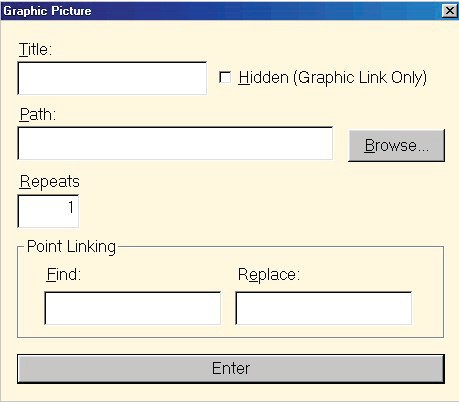 Graphic Picture
Title:
Hidden (Graphic Link Only)
Path:
Browse...
Repeats
1
Point Linking
Find: Replace:
Enter